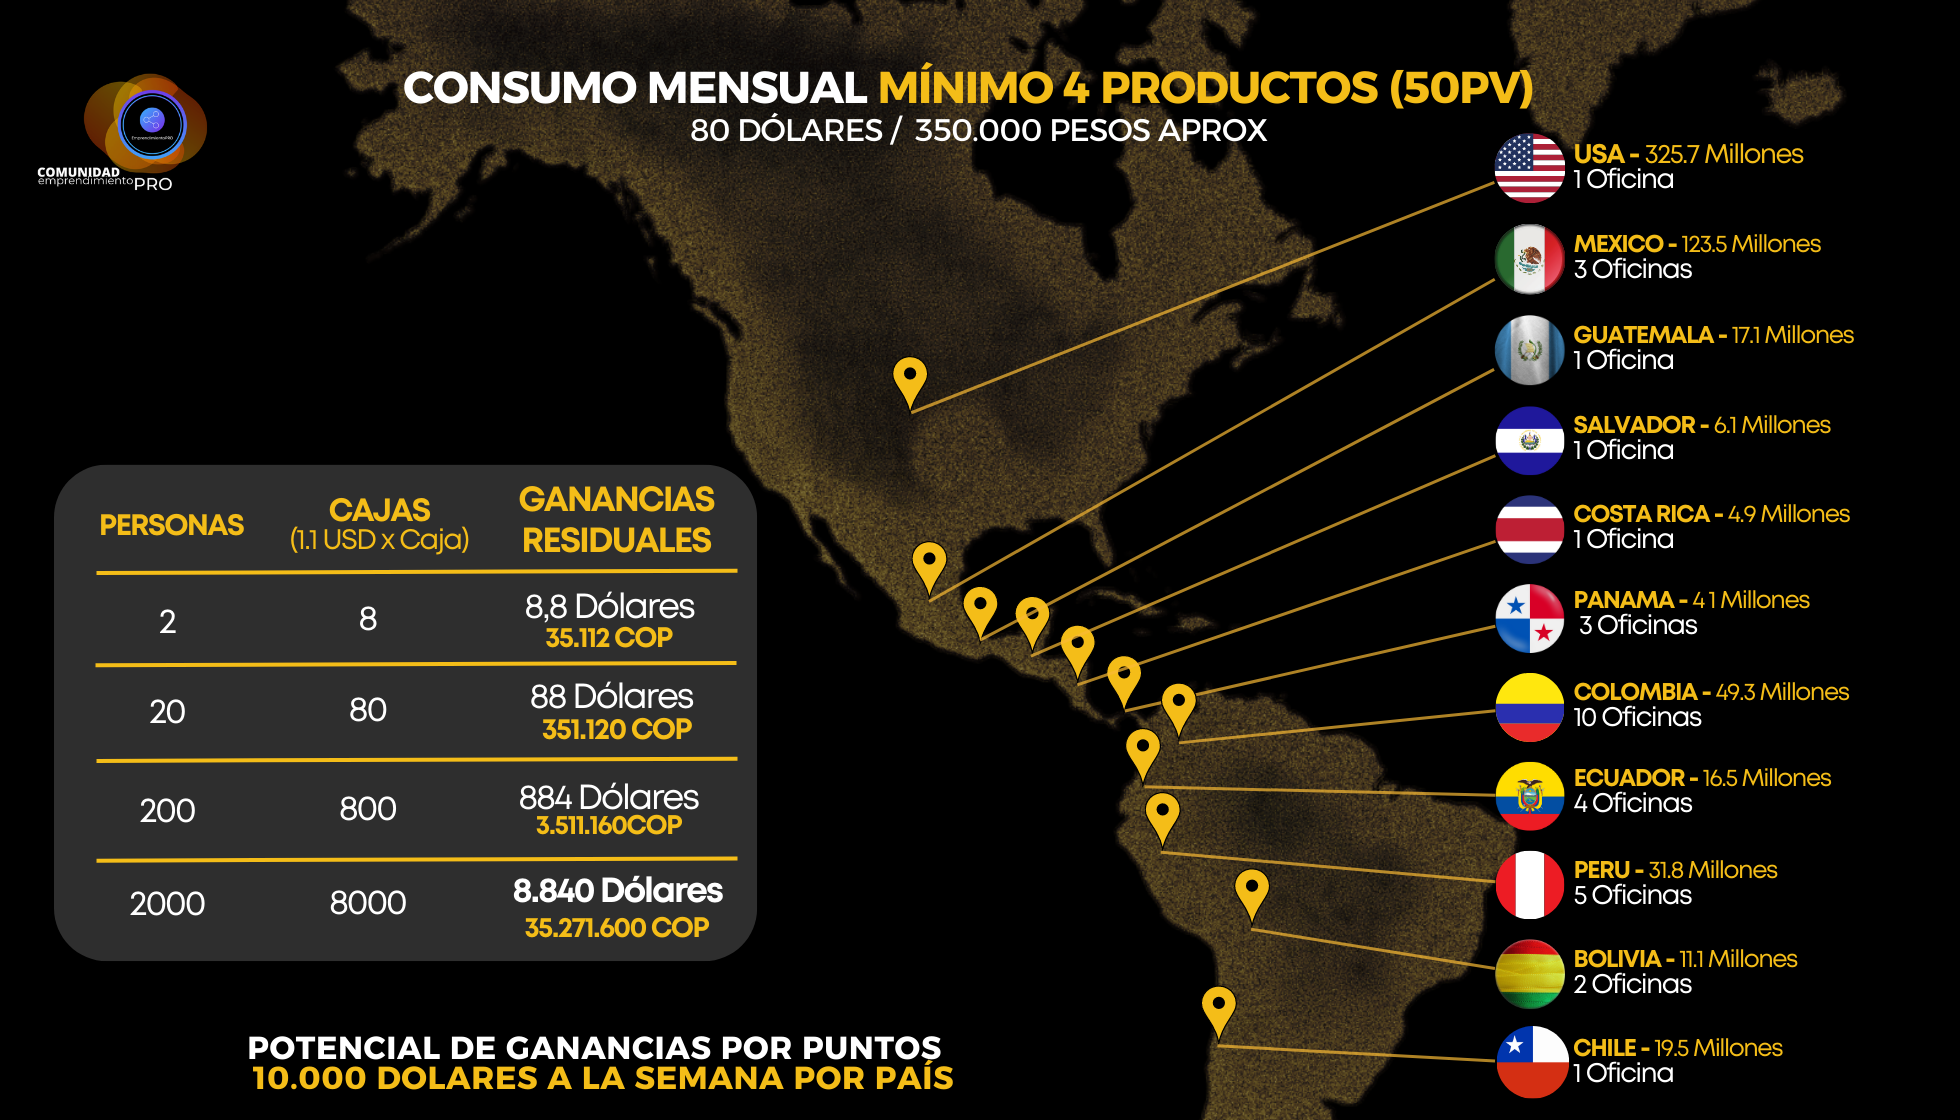 CONSUMO MENSUAL MÍNIMO 4 PRODUCTOS (50PV)
80 DÓLARES / 350.000 PESOS APROX
EmprendimientoPRO
COMUNIDAD
emprendimientoPRO
USA - 325.7 Millones
1 Oficina
MEXICO - 123.5 Millones
3 Oficinas
GUATEMALA - 17.1 Millones
1 Oficina
SALVADOR - 6.1 Millones
1 Oficina
COSTA RICA - 4.9 Millones
1 Oficina
PANAMA - 4 1 Millones
3 Oficinas
COLOMBIA - 49.3 Millones
10 Oficinas
ECUADOR - 16.5 Millones
4 Oficinas
PERU - 31.8 Millones
5 Oficinas
BOLIVIA - 11.1 Millones
2 Oficinas
CHILE - 19.5 Millones
1 Oficina
PERSONAS
CAJAS
(1.1 USD x Caja)
GANANCIAS
RESIDUALES
2
8
8,8 Dólares
35.112 COP
20
80
88 Dólares
351.120 COP
200
800
884 Dólares
3.511.160COP
2000
8000
8.840 Dólares
35.271.600 COP
POTENCIAL DE GANANCIAS POR PUNTOS
10.000 DOLARES A LA SEMANA POR PAÍS